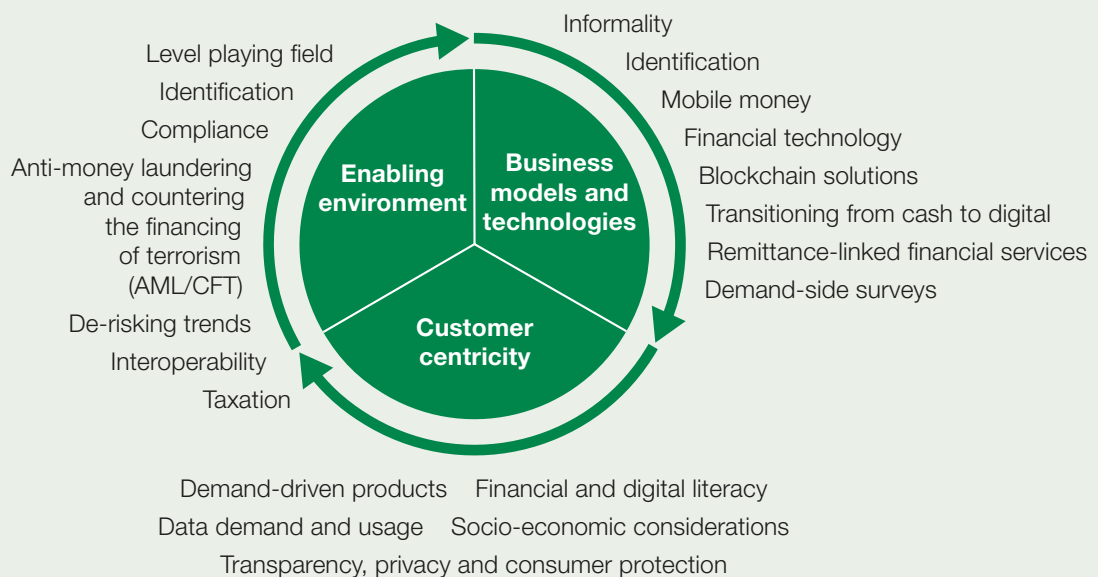 Level playing field
Identification
Compliance
Anti-money laundering
and countering
the financing
of terrorism
(AML/CFT)
De-risking trends
Interoperability
Taxation
Enabling
environment
Business
models and
technologies
Customer
centricity
Informality
Identification
Mobile money
Financial technology
Blockchain solutions
Transitioning from cash to digital
Remittance-linked financial services
Demand-side surveys
Demand-driven products Financial and digital literacy
Data demand and usage Socio-economic considerations
Transparency, privacy and consumer protection